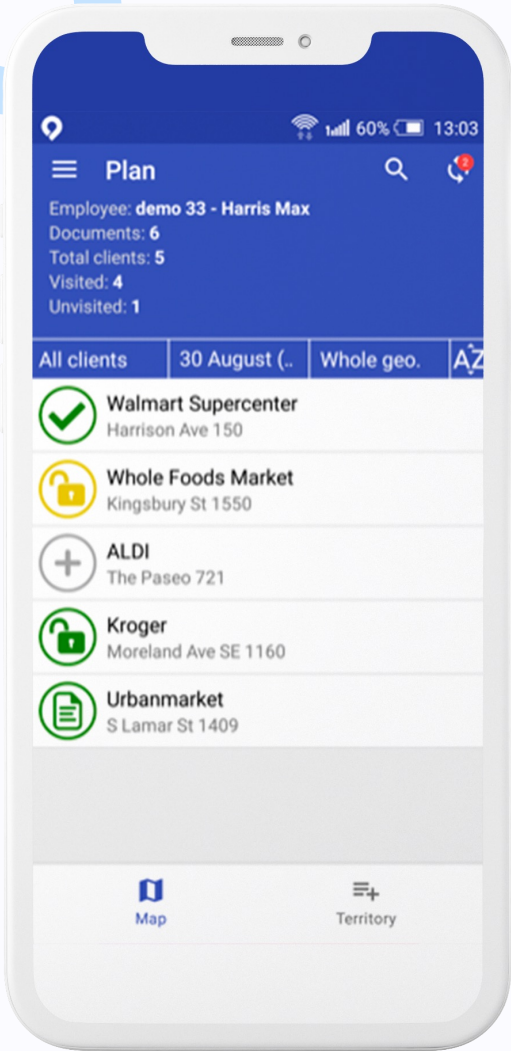 60% 13:03
Plan
2
Employee: demo 33 - Harris Max
Documents: 6
Total clients: 5
Visited: 4
Unvisited: 1
All clients 30 August (.. Whole geo. AZ
Walmart Supercenter
Harrison Ave 150
Whole Foods Market
Kingsbury St 1550
ALDI
The Paseo 721
Kroger
Moreland Ave SE 1160
Urbanmarket
S Lamar St 1409
Map Territory